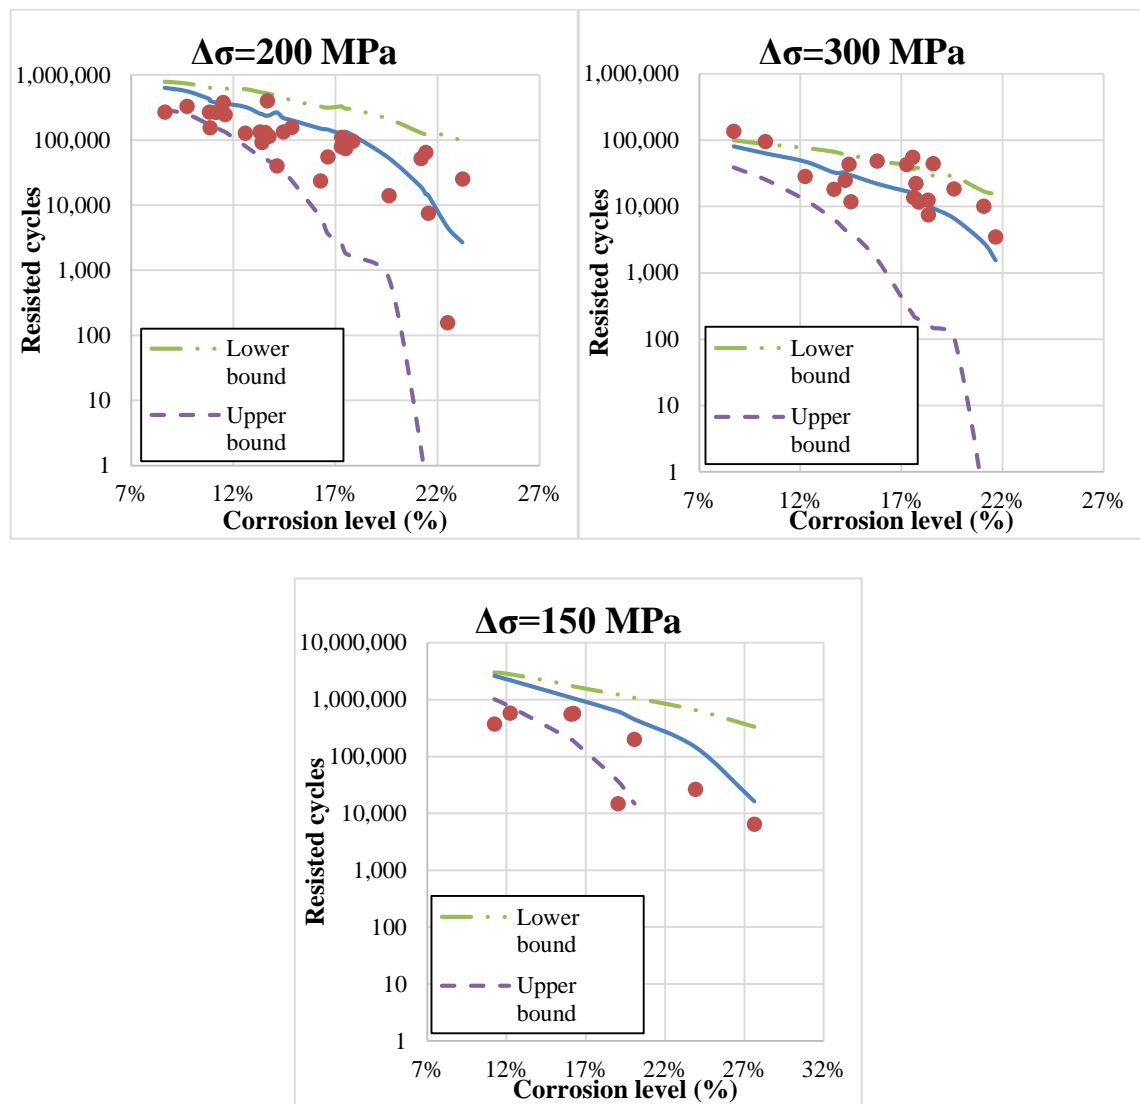 Δσ=200 MPa
Resisted cycles
1,000,000
100,000
10,000
1,000
100
10
1
Lower
bound
Upper
bound
7% 12% 17% 22% 27%
Corrosion level (%)
Δσ=300 MPa
Resisted cycles
1,000,000
100,000
10,000
1,000
100
10
1
Lower
bound
Upper
bound
7% 12% 17% 22% 27%
Corrosion level (%)
Δσ=150 MPa
Resisted cycles
10,000,000
1,000,000
100,000
10,000
1,000
100
10
1
Lower
bound
Upper
bound
7% 12% 17% 22% 27% 32%
Corrosion level (%)